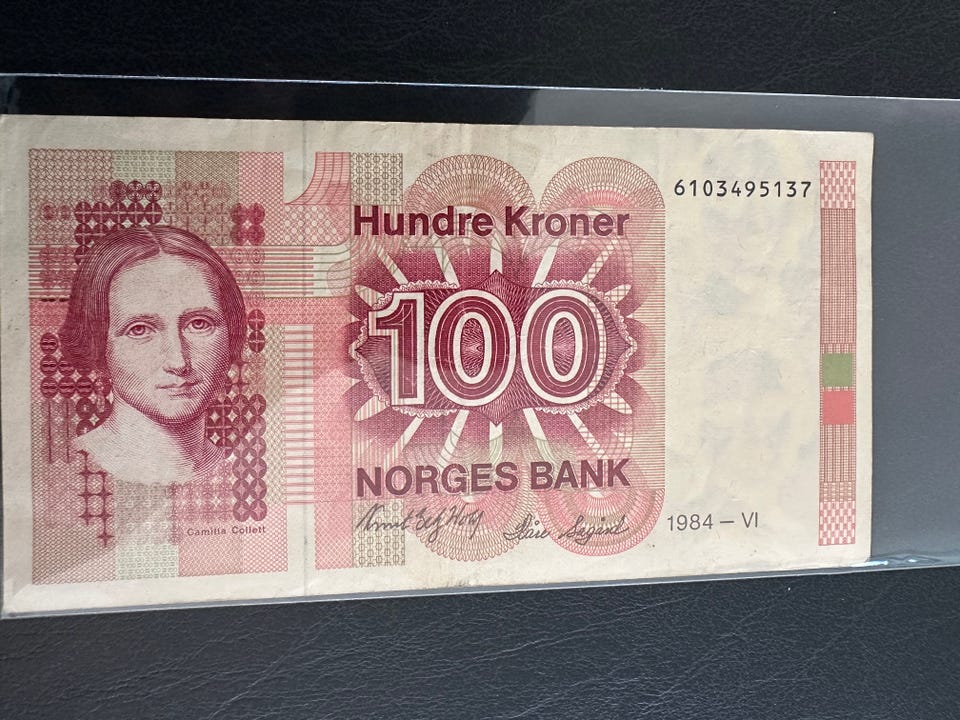 6103495137
Hundre Kroner
100
NORGES BANK
Camilla Collett
1984 – VI